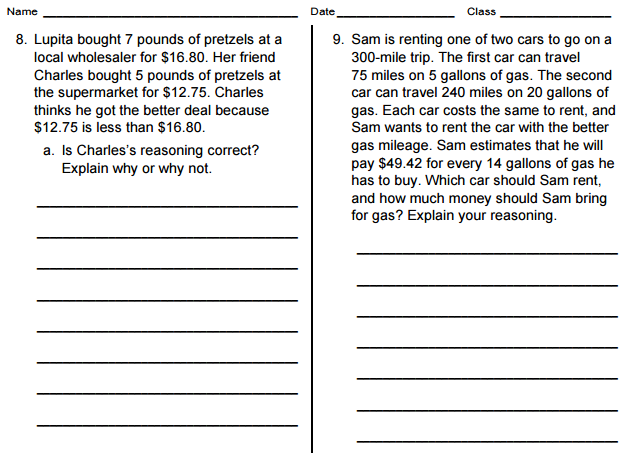 Name Date Class
8. Lupita bought 7 pounds of pretzels at a
local wholesaler for $16.80. Her friend
Charles bought 5 pounds of pretzels at
the supermarket for $12.75. Charles
thinks he got the better deal because
$12.75 is less than $16.80.
a. Is Charles's reasoning correct?
Explain why or why not.
9. Sam is renting one of two cars to go on a
300-mile trip. The first car can travel
75 miles on 5 gallons of gas. The second
car can travel 240 miles on 20 gallons of
gas. Each car costs the same to rent, and
Sam wants to rent the car with the better
gas mileage. Sam estimates that he will
pay $49.42 for every 14 gallons of gas he
has to buy. Which car should Sam rent,
and how much money should Sam bring
for gas? Explain your reasoning.